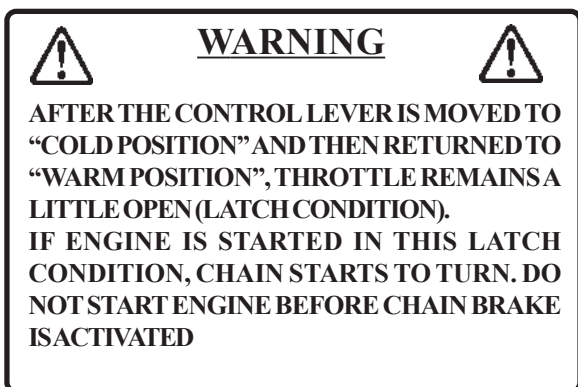 WARNING
AFTER THE CONTROL LEVER IS MOVED TO
“COLD POSITION” AND THEN RETURNED TO
“WARM POSITION”, THROTTLE REMAINS A
LITTLE OPEN (LATCH CONDITION).
IF ENGINE IS STARTED IN THIS LATCH
CONDITION, CHAIN STARTS TO TURN. DO
NOT START ENGINE BEFORE CHAIN BRAKE
IS ACTIVATED